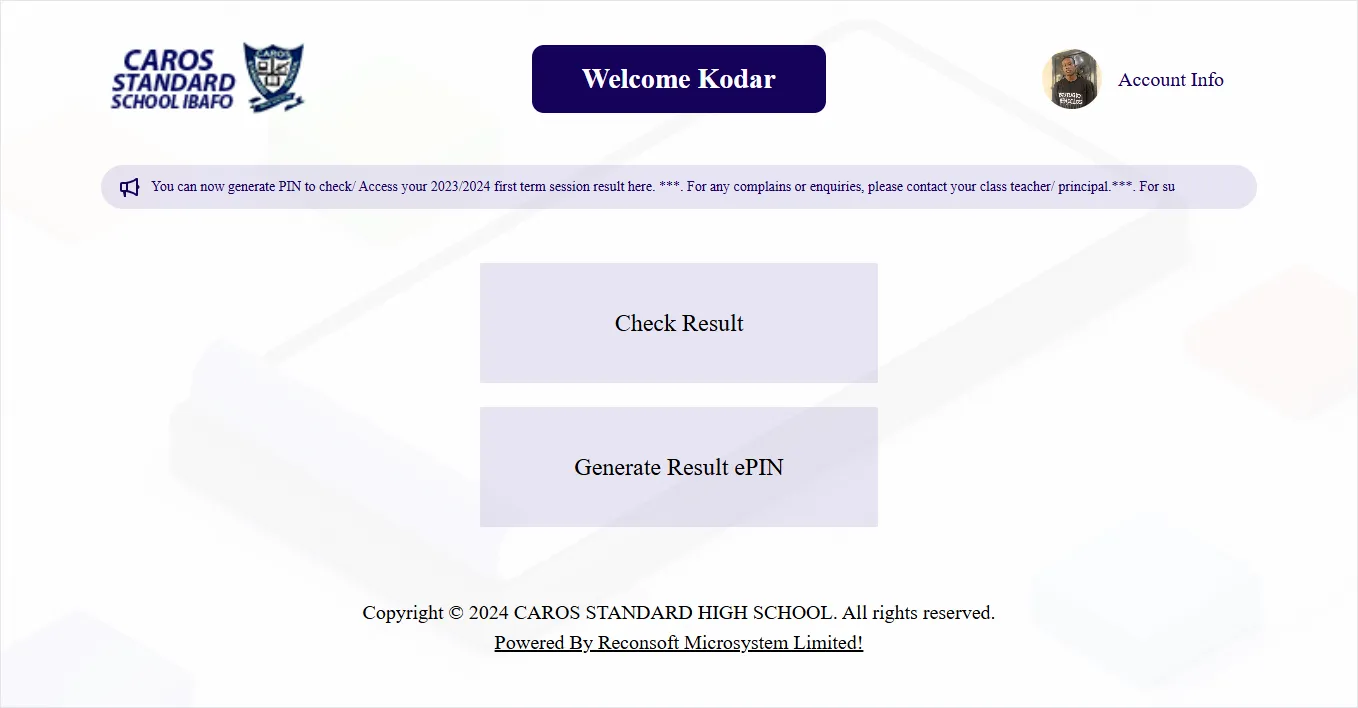 CAROS
STANDARD
SCHOOL IBAFO
CAROS
Welcome Kodar
Account Info
You can now generate PIN to check/ Access your 2023/2024 first term session result here. ***. For any complains or enquiries, please contact your class teacher/ principal.***. For su
Check Result
Generate Result ePIN
Copyright © 2024 CAROS STANDARD HIGH SCHOOL. All rights reserved.
Powered By Reconsoft Microsystem Limited!